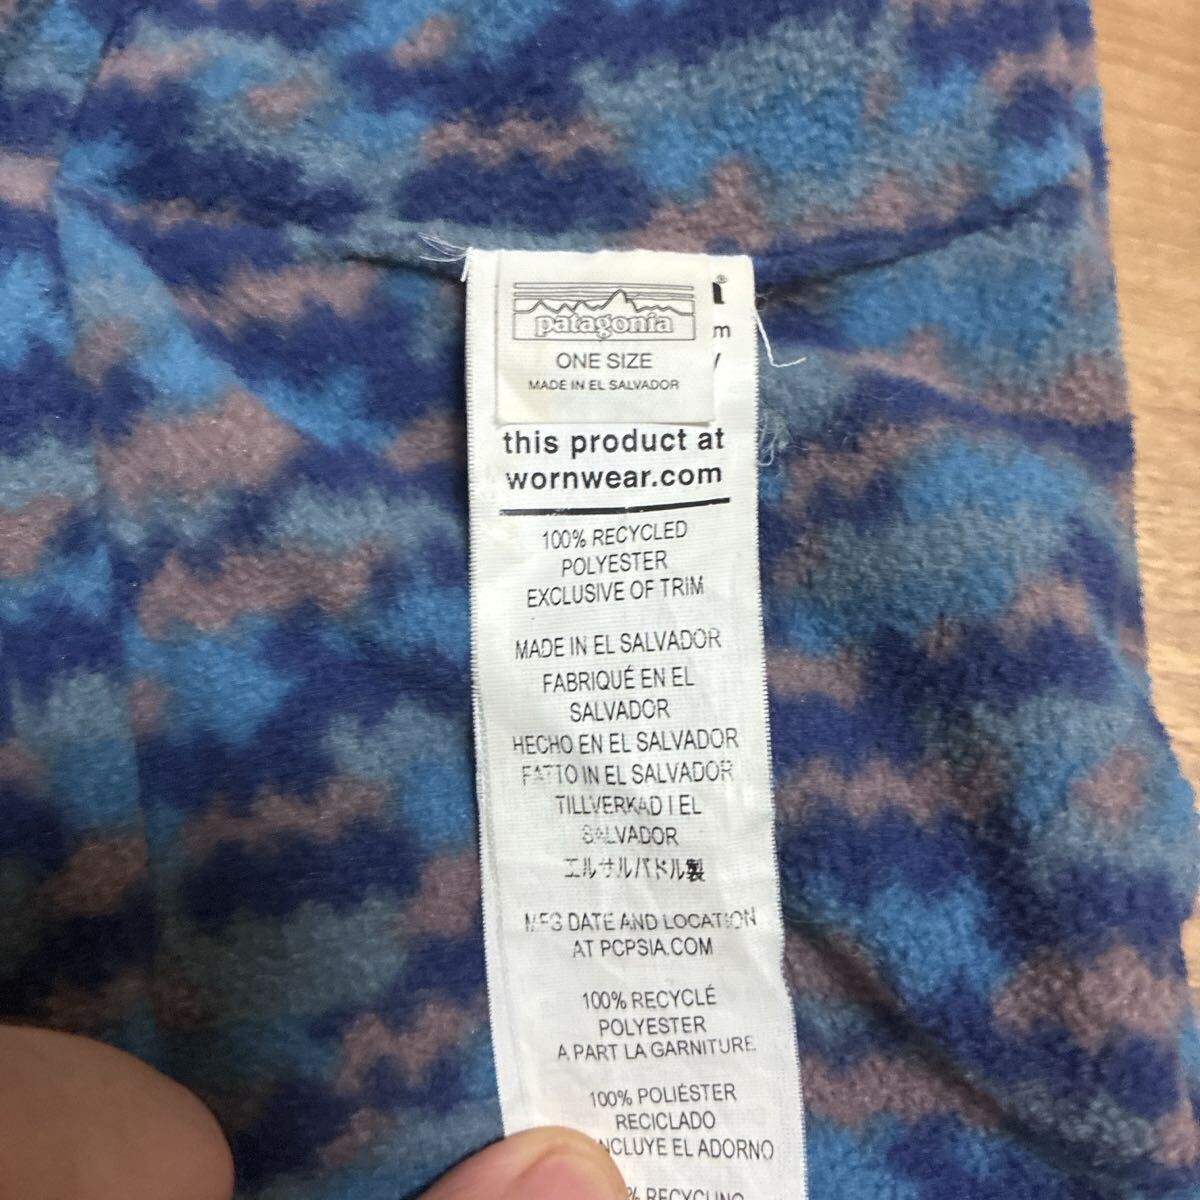 patagonia
ONE SIZE
MADE IN EL SALVADOR
m
this product at
wornwear.com
100% RECYCLED
POLYESTER
EXCLUSIVE OF TRIM
MADE IN EL SALVADOR
FABRIQUÉ EN EL
SALVADOR
HECHO EN EL SALVADOR
FATTO IN EL SALVADOR
TILLVERKAD I EL
SALVADOR
エルサルバドル製
MFG DATE AND LOCATION
AT PCPSIA.COM
100% RECYCLÉ
POLYESTER
A PART LA GARNITURE
100% POLIÉSTER
RECICLADO
INCLUYE EL ADORNO